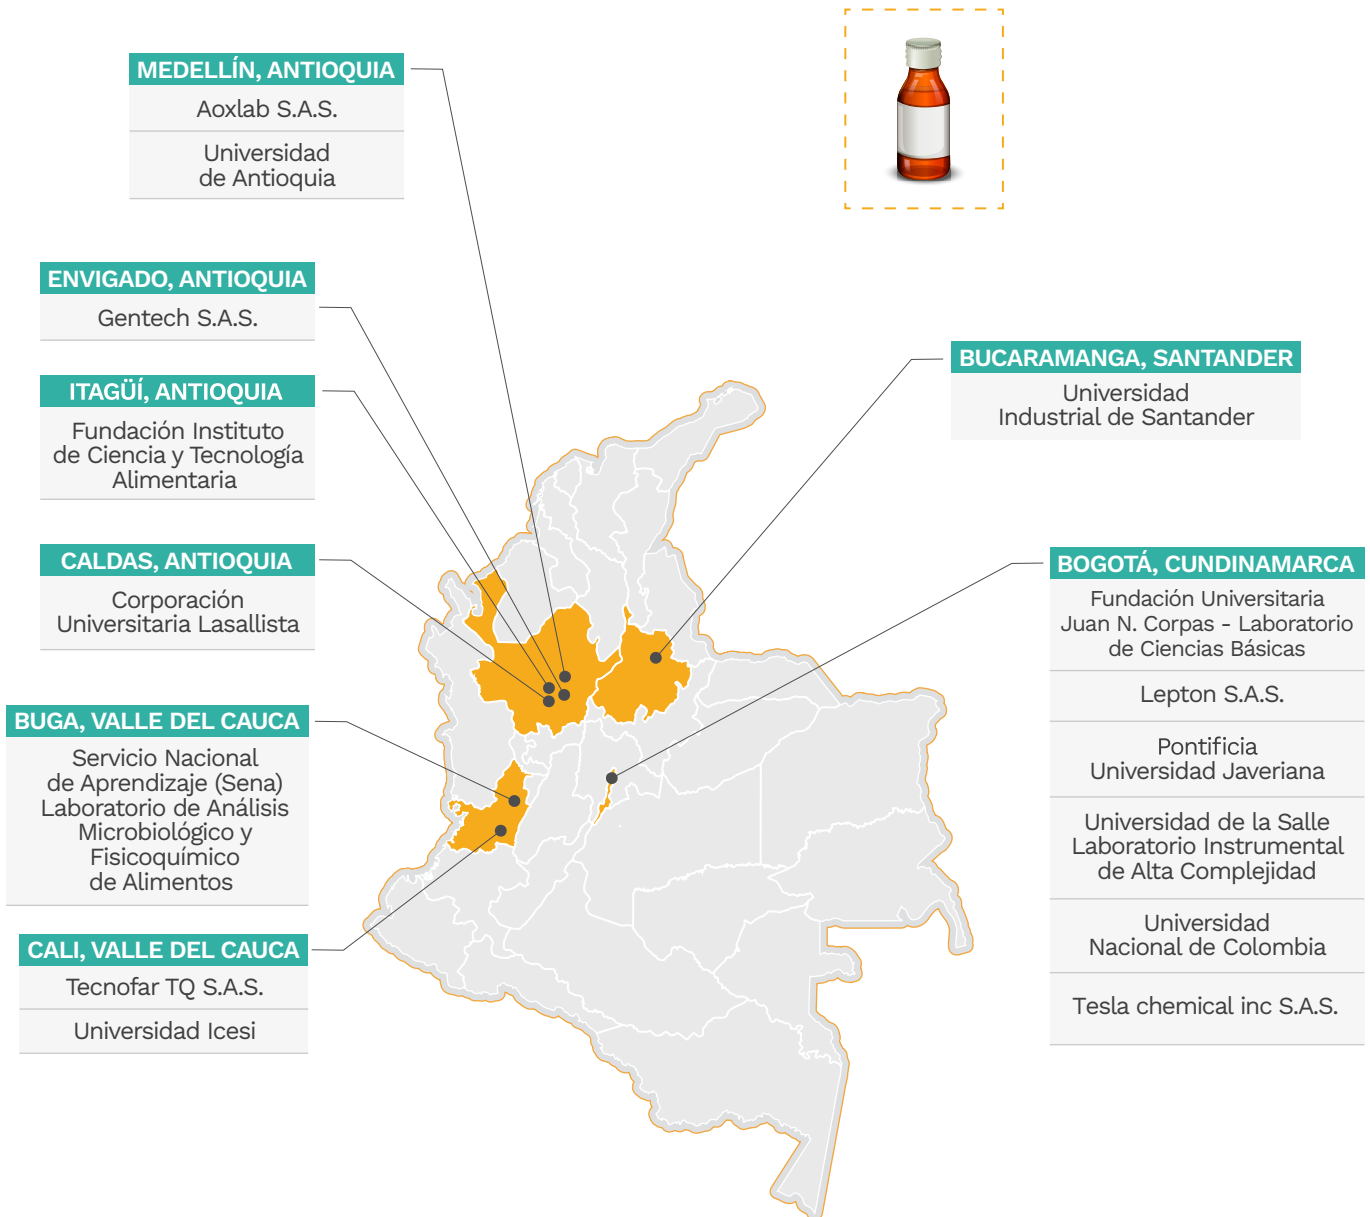 MEDELLÍN, ANTIOQUIA
Aoxlab S.A.S.
Universidad
de Antioquia
ENVIGADO, ANTIOQUIA
Gentech S.A.S.
ITAGÜÍ, ANTIOQUIA
Fundación Instituto
de Ciencia y Tecnología
Alimentaria
CALDAS, ANTIOQUIA
Corporación
Universitaria Lasallista
BUGA, VALLE DEL CAUCA
Servicio Nacional
de Aprendizaje (Sena)
Laboratorio de Análisis
Microbiológico y
Fisicoquímico
de Alimentos
CALI, VALLE DEL CAUCA
Tecnofar TQ S.A.S.
Universidad Icesi
BUCARAMANGA, SANTANDER
Universidad
Industrial de Santander
BOGOTÁ, CUNDINAMARCA
Fundación Universitaria
Juan N. Corpas - Laboratorio
de Ciencias Básicas
Lepton S.A.S.
Pontificia
Universidad Javeriana
Universidad de la Salle
Laboratorio Instrumental
de Alta Complejidad
Universidad
Nacional de Colombia
Tesla chemical inc S.A.S.